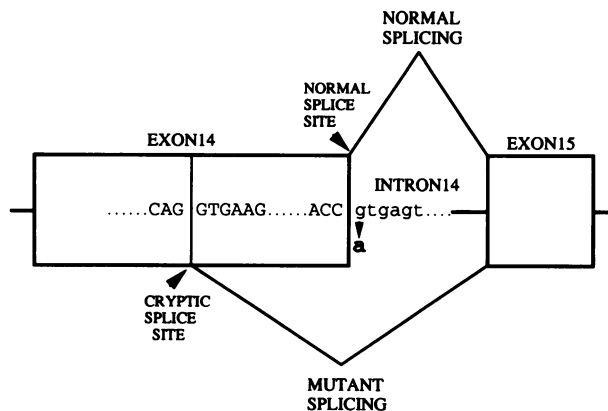 NORMAL
SPLICING
NORMAL
SPLICE
SITE
EXON14
EXON15
INTRON14
......CAG GTGAAG......ACC gtgagt....
a
CRYPTIC
SPLICE
SITE
MUTANT
SPLICING